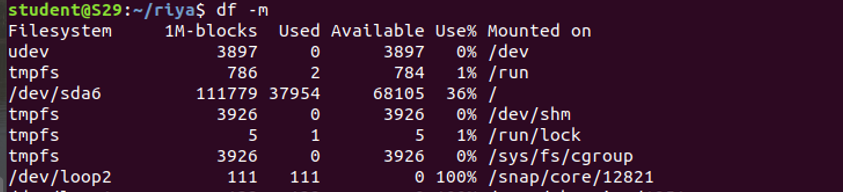 student@S29:~/riya$ df -m
Filesystem     1M-blocks  Used Available Use% Mounted on
udev                3897     0      3897   0% /dev
tmpfs                786     2       784   1% /run
/dev/sda6         111779 37954     68105  36% /
tmpfs               3926     0      3926   0% /dev/shm
tmpfs                  5     1         5   1% /run/lock
tmpfs               3926     0      3926   0% /sys/fs/cgroup
/dev/loop2           111   111         0 100% /snap/core/12821